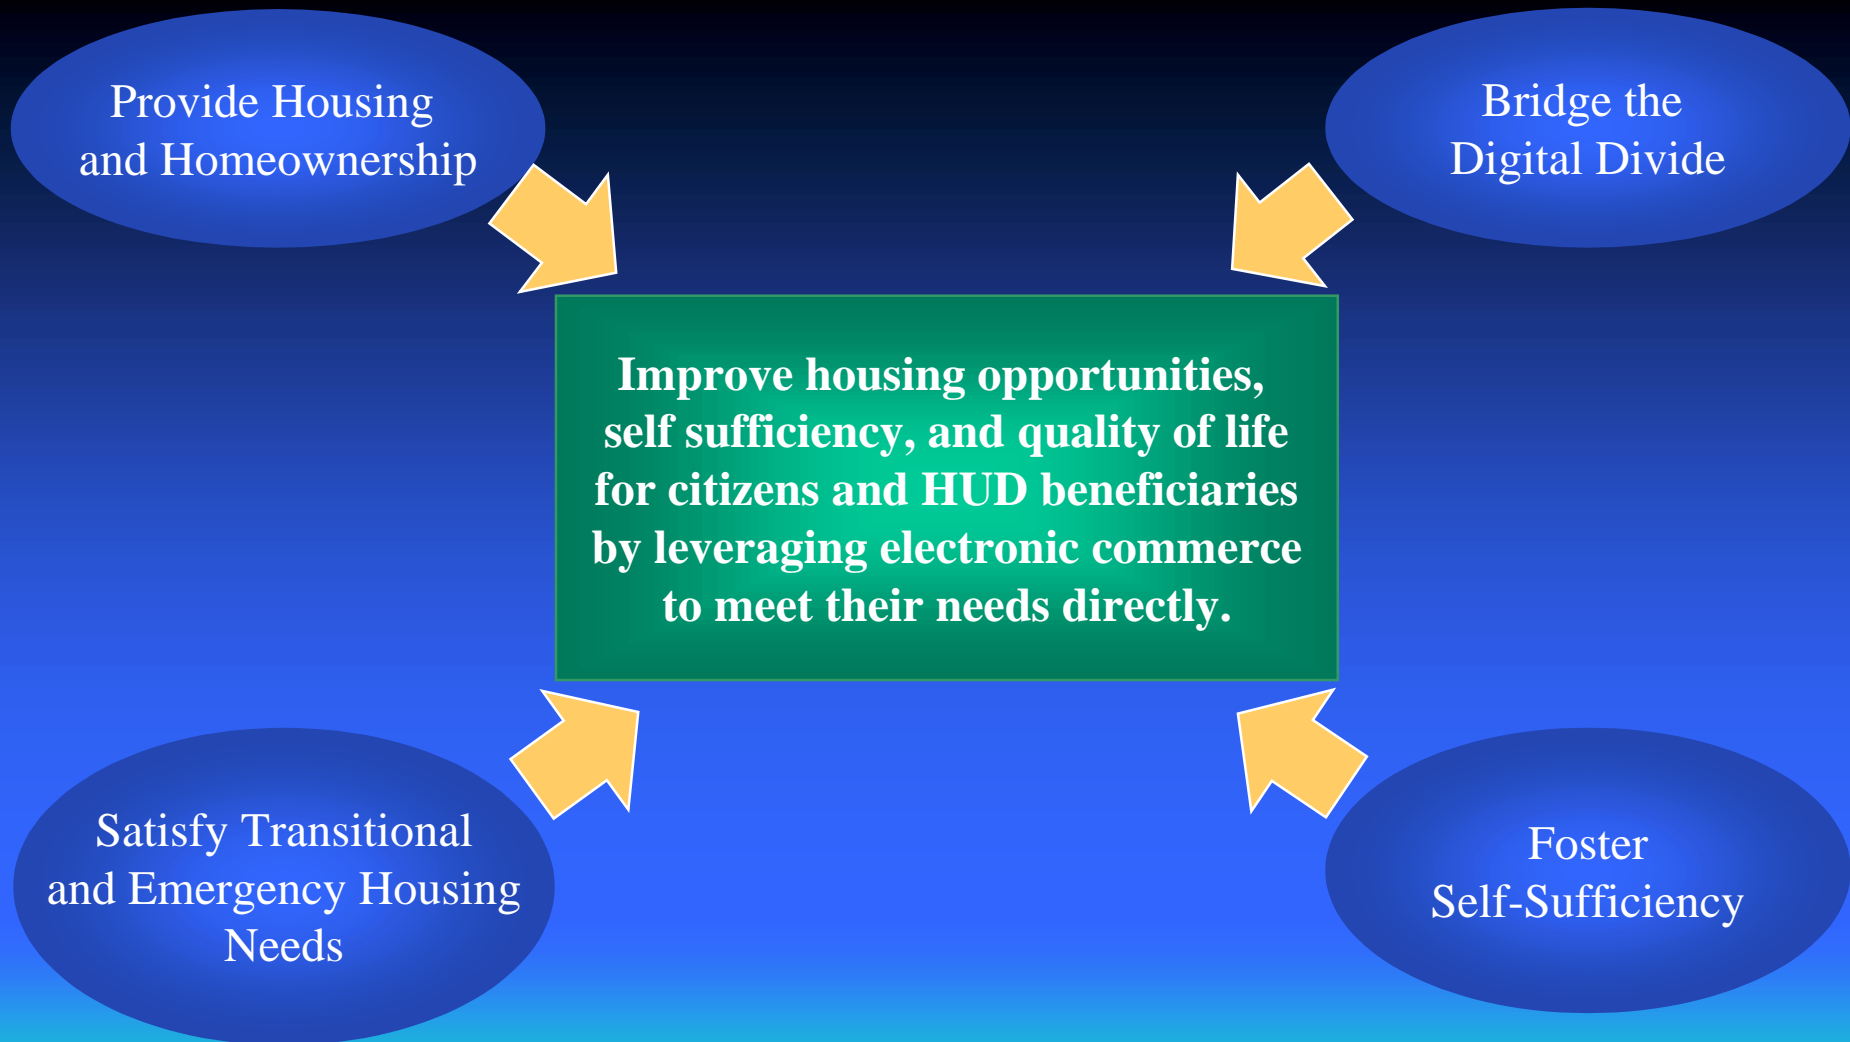 Provide Housing
and Homeownership
Bridge the
Digital Divide
Improve housing opportunities,
self sufficiency, and quality of life
for citizens and HUD beneficiaries
by leveraging electronic commerce
to meet their needs directly.
Satisfy Transitional
and Emergency Housing
Needs
Foster
Self-Sufficiency